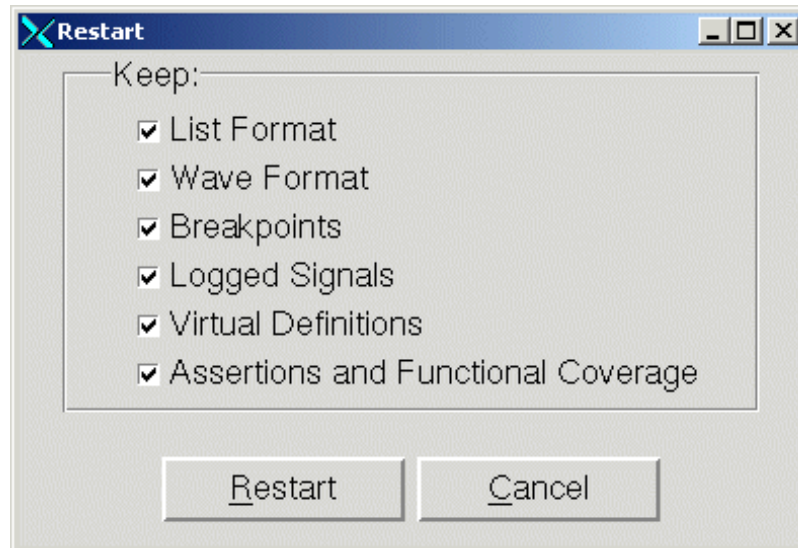 Restart
Keep:
List Format
Wave Format
Breakpoints
Logged Signals
Virtual Definitions
Assertions and Functional Coverage
Restart
Cancel